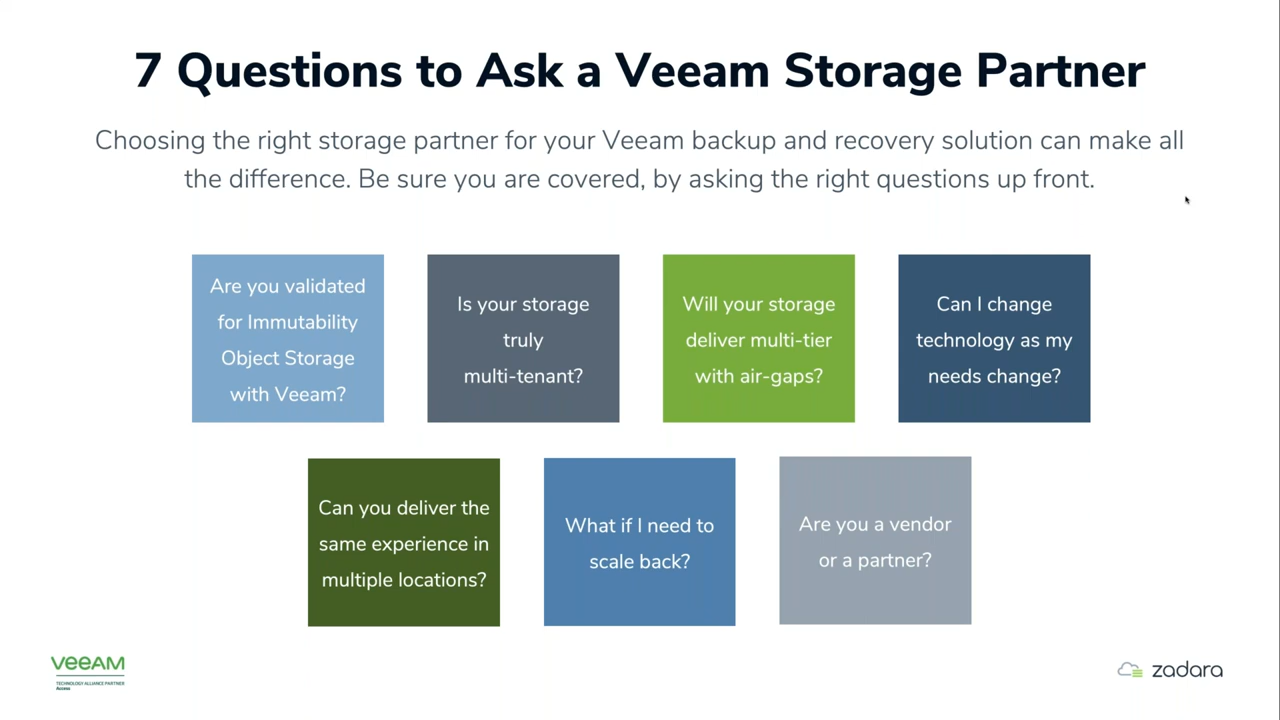 7 Questions to Ask a Veeam Storage Partner
Choosing the right storage partner for your Veeam backup and recovery solution can make all
the difference. Be sure you are covered, by asking the right questions up front.
Are you validated
for Immutability
Object Storage
with Veeam?
Is your storage
truly
multi-tenant?
Will your storage
deliver multi-tier
with air-gaps?
Can I change
technology as my
needs change?
Can you deliver the
same experience in
multiple locations?
What if I need to
scale back?
Are you a vendor
or a partner?
veeAM
TECHNOLOGY ALLIANCE PARTNER
Access
zadara